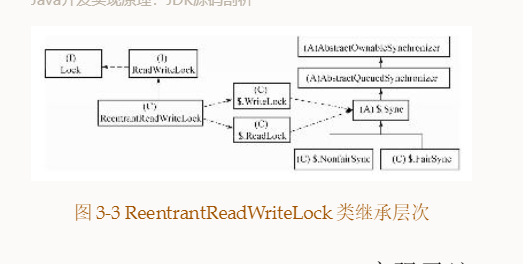 Java并发实现原理：JDK源码剖析
(A)AbstractOwnableSynchronizer
(I)
Lock
(I)
ReadWriteLock
(A)AbstractQueuedSynchronizer
(C)
ReentrantReadWriteLock
(C)
$.WriteLock
(C)
$.ReadLock
(A) $.Sync
(C) $.NonfairSync
(C) $.FairSync
图 3-3 ReentrantReadWriteLock 类继承层次